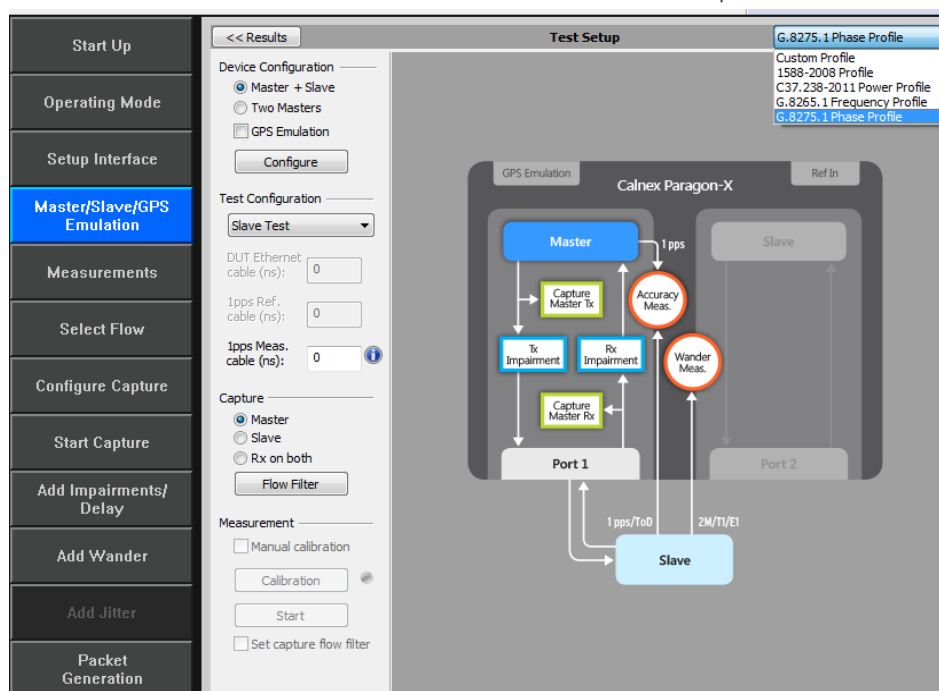 Start Up
Operating Mode
Setup Interface
Master/Slave/GPS
Emulation
Measurements
Select Flow
Configure Capture
Start Capture
Add Impairments/
Delay
Add Wander
Add Jitter
Packet
Generation
<< Results
Test Setup
G.8275.1 Phase Profile
Custom Profile
1588-2008 Profile
C37.238-2011 Power Profile
G.8265.1 Frequency Profile
G.8275.1 Phase Profile
Device Configuration
Master + Slave
Two Masters
GPS Emulation
Configure
Test Configuration
Slave Test
DUT Ethernet
cable (ns):
0
1pps Ref.
cable (ns):
0
1pps Meas.
cable (ns):
0
Capture
Master
Slave
Rx on both
Flow Filter
Measurement
Manual calibration
Calibration
Start
Set capture flow filter
GPS Emulation
Calnex Paragon-X
Ref In
Master
1 pps
Slave
Capture
Master Tx
Accuracy
Meas.
Tx
Impairment
Rx
Impairment
Wander
Meas.
Capture
Master Rx
Port 1
Port 2
1 pps/ToD
2M/T1/E1
Slave